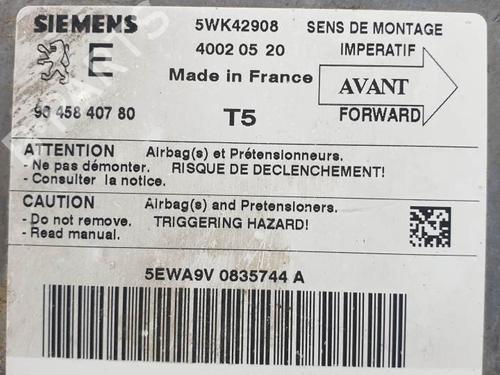 SIEMENS
5WK42908
SENS DE MONTAGE
E
4002 05 20
IMPERATIF
Made in France
AVANT
96 458 407 80
T5
FORWARD
ATTENTION Airbag(s) et Prétensionneurs.
- Ne pas démonter. RISQUE DE DECLENCHEMENT!
- Consulter la notice.
CAUTION Airbag(s) and Pretensioners.
- Do not remove. TRIGGERING HAZARD!
- Read manual.
5EWA9V 0835744 A